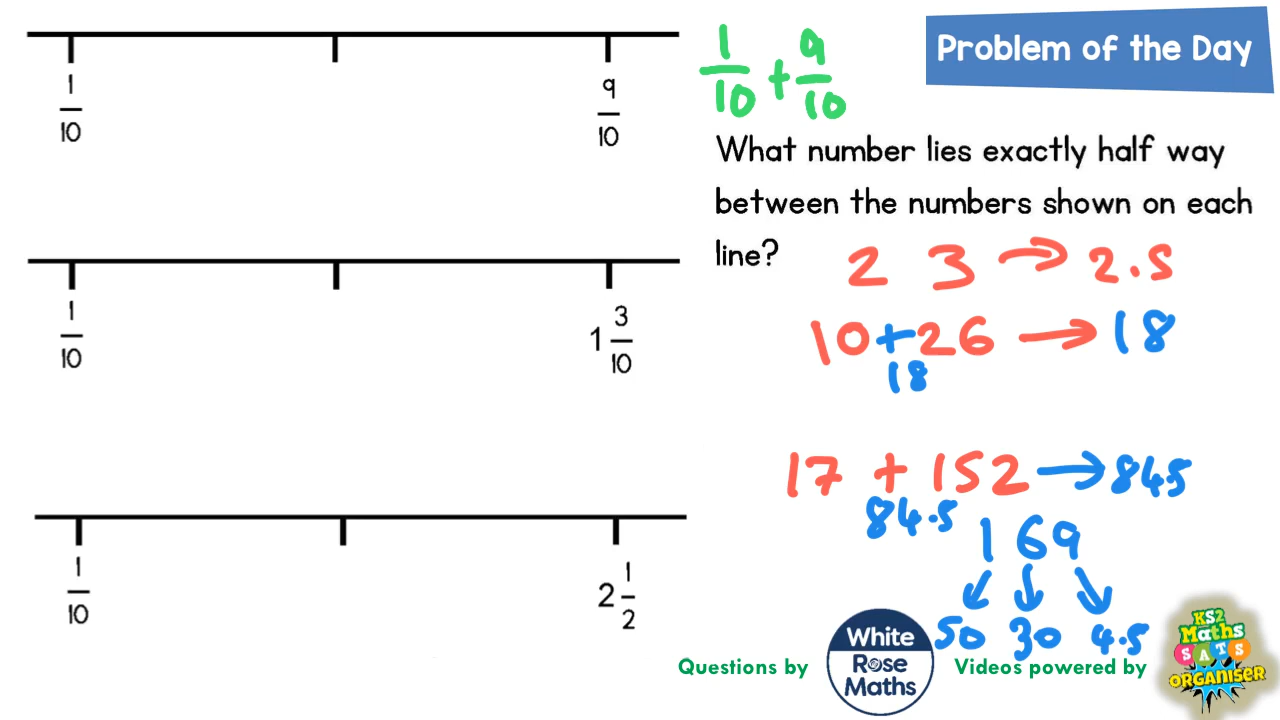 1/10 9/10
1/10 + 9/10
Problem of the Day
What number lies exactly half way
between the numbers shown on each
line?
2 3 → 2.5
1/10 1 3/10
10 + 26 → 18
18
17 + 152 → 84.5
84.5
169
50 30 4.5
1/10 2 1/2
Questions by
White
Rose
Maths
Videos powered by
KS2
Maths
SATS
ORGANISER